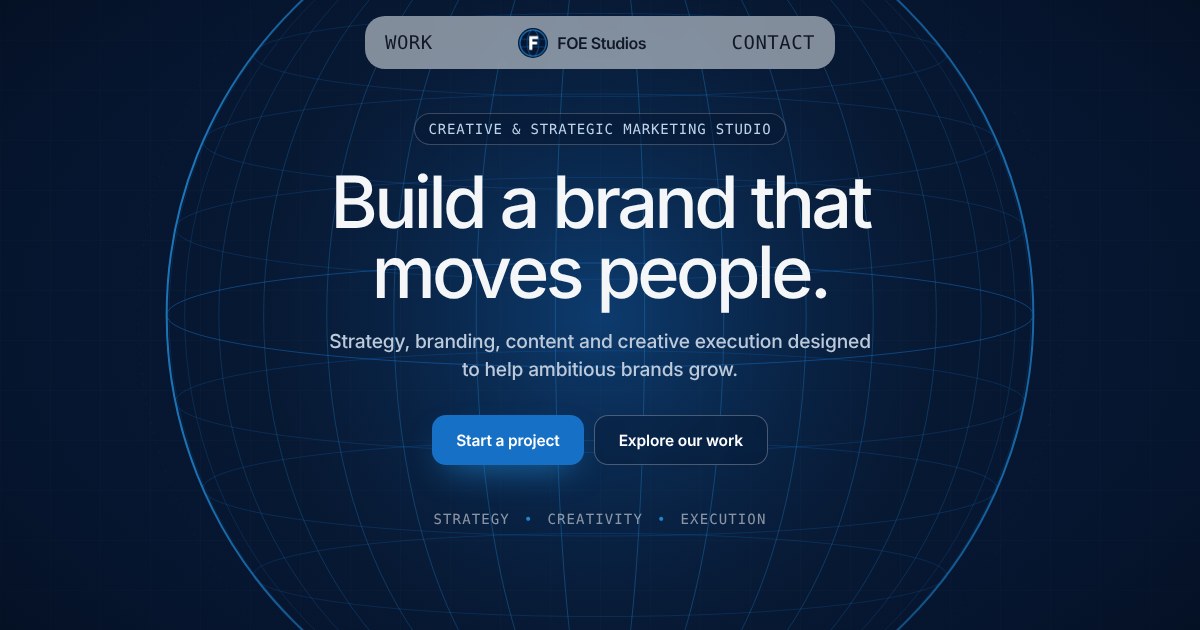 WORK
F
FOE Studios
CONTACT
CREATIVE & STRATEGIC MARKETING STUDIO
Build a brand that
moves people.
Strategy, branding, content and creative execution designed
to help ambitious brands grow.
Start a project
Explore our work
STRATEGY • CREATIVITY • EXECUTION